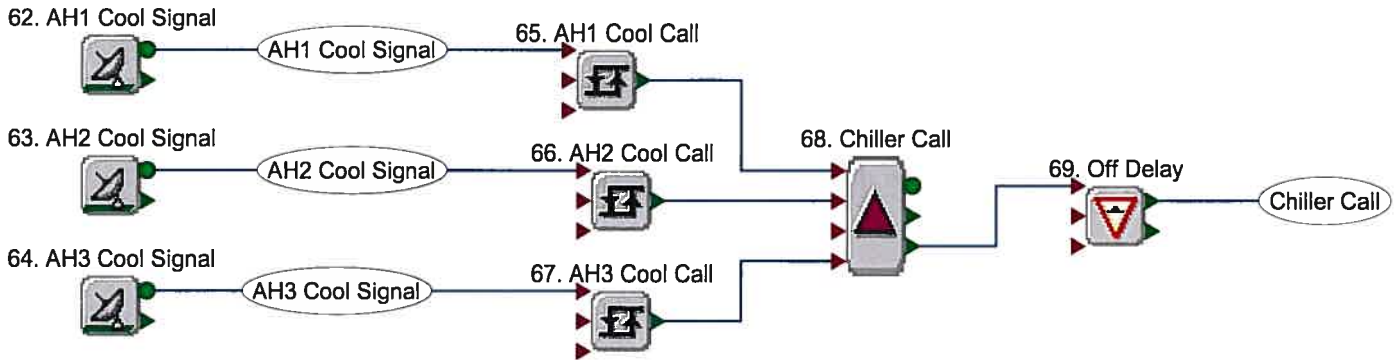 62. AH1 Cool Signal
AH1 Cool Signal
65. AH1 Cool Call
63. AH2 Cool Signal
AH2 Cool Signal
66. AH2 Cool Call
68. Chiller Call
69. Off Delay
Chiller Call
64. AH3 Cool Signal
AH3 Cool Signal
67. AH3 Cool Call